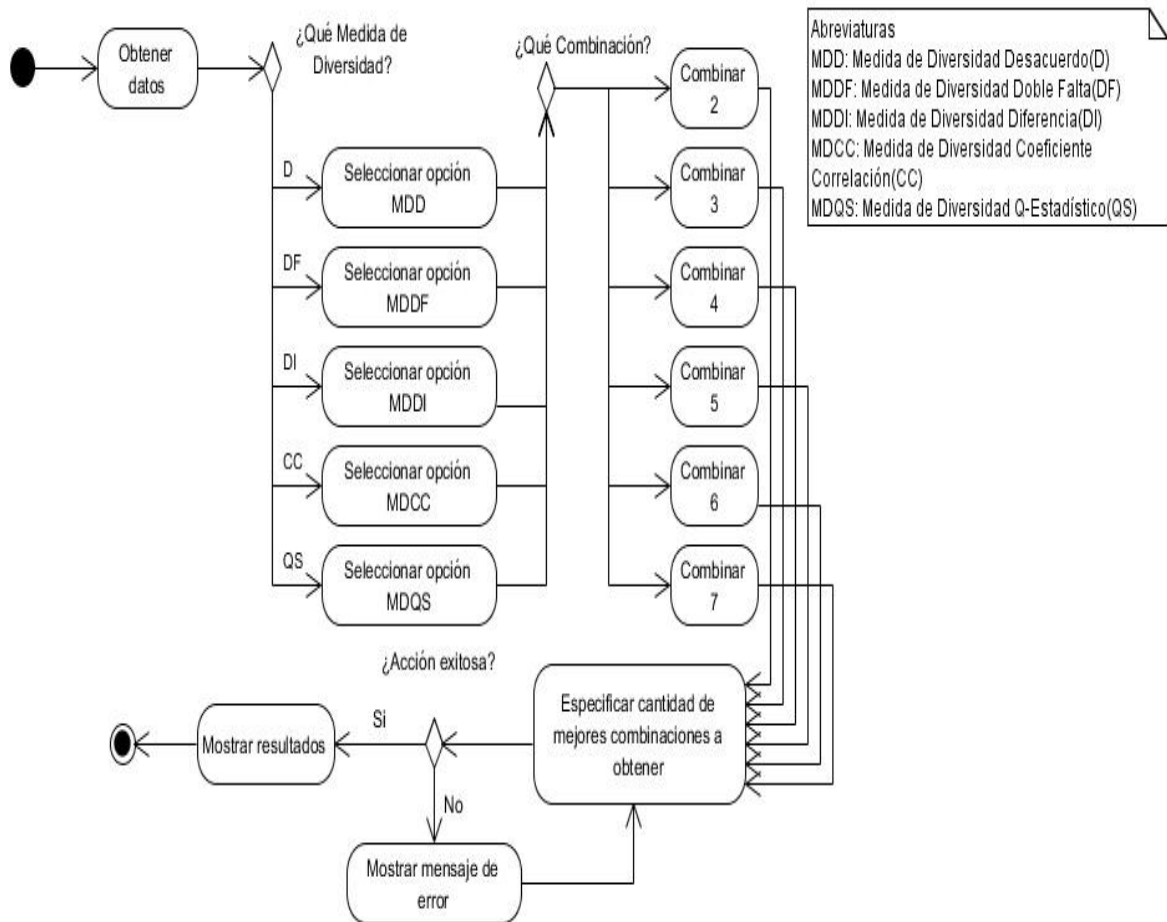 Obtener
datos
¿Qué Medida de
Diversidad?
¿Qué Combinación?
D
Seleccionar opción
MDD
DF
Seleccionar opción
MDDF
DI
Seleccionar opción
MDDI
CC
Seleccionar opción
MDCC
QS
Seleccionar opción
MDQS
Combinar
2
Combinar
3
Combinar
4
Combinar
5
Combinar
6
Combinar
7
Abreviaturas
MDD: Medida de Diversidad Desacuerdo(D)
MDDF: Medida de Diversidad Doble Falta(DF)
MDDI: Medida de Diversidad Diferencia(DI)
MDCC: Medida de Diversidad Coeficiente
Correlación(CC)
MDQS: Medida de Diversidad Q-Estadístico(QS)
Especificar cantidad de
mejores combinaciones a
obtener
¿Acción exitosa?
Si
Mostrar resultados
No
Mostrar mensaje de
error